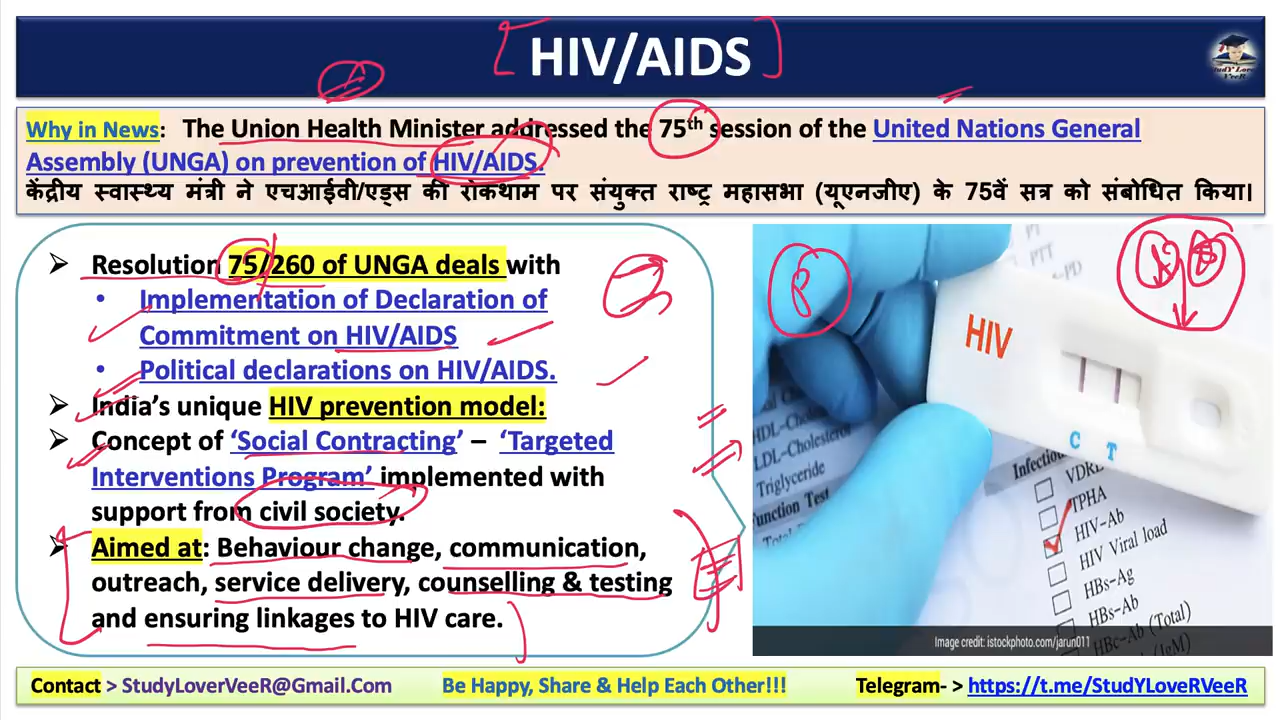 HIV/AIDS
StudY Love
VeeR
Why in News: The Union Health Minister addressed the 75th session of the United Nations General
Assembly (UNGA) on prevention of HIV/AIDS.
केंद्रीय स्वास्थ्य मंत्री ने एचआईवी/एड्स की रोकथाम पर संयुक्त राष्ट्र महासभा (यूएनजीए) के 75वें सत्र को संबोधित किया।
Resolution 75/260 of UNGA deals with
Implementation of Declaration of
Commitment on HIV/AIDS
Political declarations on HIV/AIDS.
India's unique HIV prevention model:
Concept of 'Social Contracting' – 'Targeted
Interventions Program' implemented with
support from civil society.
Aimed at: Behaviour change, communication,
outreach, service delivery, counselling & testing
and ensuring linkages to HIV care.
PTT
HIV
C T
HDL-Cholesterol
LDL-Cholesterol
Triglyceride
Function Test
VDRL
TPHA
HIV-Ab
HIV Viral load
HBs-Ag
HBs-Ab
HBc-Ab (Total)
Image credit: istockphoto.com/jarun011
Contact > StudyLoverVeeR@Gmail.Com Be Happy, Share & Help Each Other!!! Telegram- > https://t.me/StudYLoveRVeeR